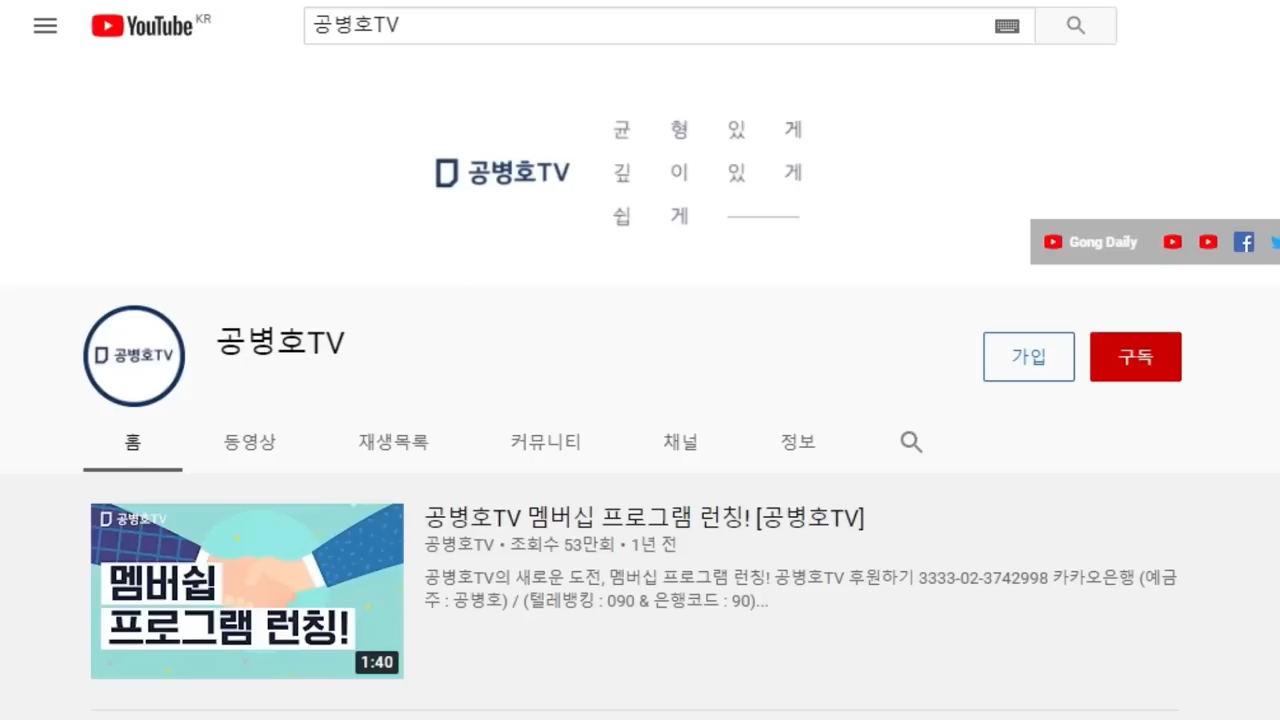 YouTube KR
공병호TV
균 형 있 게
공병호TV
깊 이 있 게
쉽 게
Gong Daily
공병호TV
공병호TV
가입
구독
홈
동영상
재생목록
커뮤니티
채널
정보
공병호TV
멤버쉽
프로그램 런칭!
1:40
공병호TV 멤버십 프로그램 런칭! [공병호TV]
공병호TV • 조회수 53만회 • 1년 전
공병호TV의 새로운 도전, 멤버십 프로그램 런칭! 공병호TV 후원하기 3333-02-3742998 카카오은행 (예금
주 : 공병호) / (텔레뱅킹 : 090 & 은행코드 : 90)...